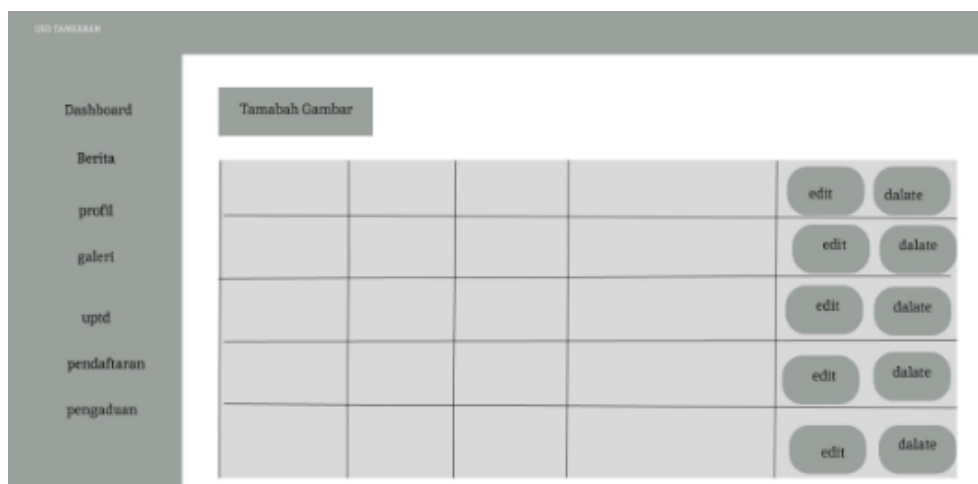 Dashboard
Berita
profil
galeri
uptd
pendaftaran
pengaduan
Tamabah Gambar
edit dalate
edit dalate
edit dalate
edit dalate
edit dalate